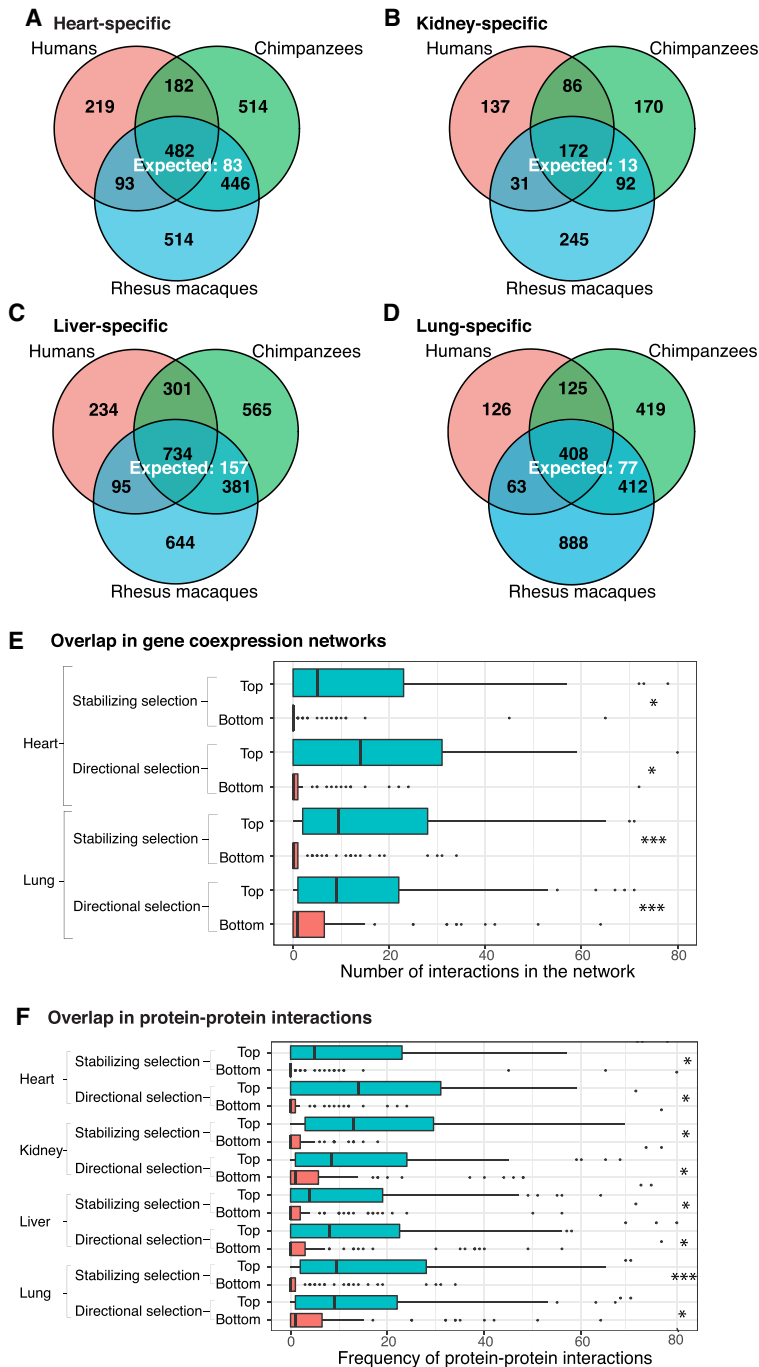 A Heart-specific
Humans Chimpanzees
182
219 514
482
Expected: 83
93 446
514
Rhesus macaques
B Kidney-specific
Humans Chimpanzees
86
137 170
172
Expected: 13
31 92
245
Rhesus macaques
C Liver-specific
Humans Chimpanzees
301
234 565
734
Expected: 157
95 381
644
Rhesus macaques
D Lung-specific
Humans Chimpanzees
125
126 419
408
Expected: 77
63 412
888
Rhesus macaques
E Overlap in gene coexpression networks
Heart
Stabilizing selection
Top
Bottom
*
Directional selection
Top
Bottom
*
Lung
Stabilizing selection
Top
Bottom
***
Directional selection
Top
Bottom
***
0 20 40 60 80
Number of interactions in the network
F Overlap in protein-protein interactions
Heart
Stabilizing selection
Top
Bottom
*
Directional selection
Top
Bottom
*
Kidney
Stabilizing selection
Top
Bottom
*
Directional selection
Top
Bottom
*
Liver
Stabilizing selection
Top
Bottom
*
Directional selection
Top
Bottom
*
Lung
Stabilizing selection
Top
Bottom
***
Directional selection
Top
Bottom
*
0 20 40 60 80
Frequency of protein-protein interactions